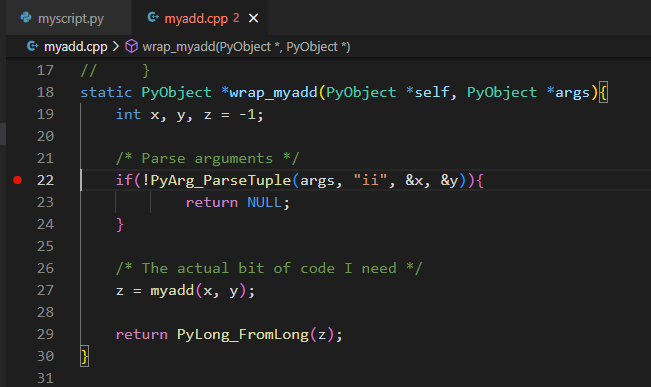 myscript.py
myadd.cpp 2
myadd.cpp > wrap_myadd(PyObject *, PyObject *)
17 //     }
18 static PyObject *wrap_myadd(PyObject *self, PyObject *args){
19     int x, y, z = -1;
20
21     /* Parse arguments */
22     if(!PyArg_ParseTuple(args, "ii", &x, &y)){
23             return NULL;
24     }
25
26     /* The actual bit of code I need */
27     z = myadd(x, y);
28
29     return PyLong_FromLong(z);
30 }
31